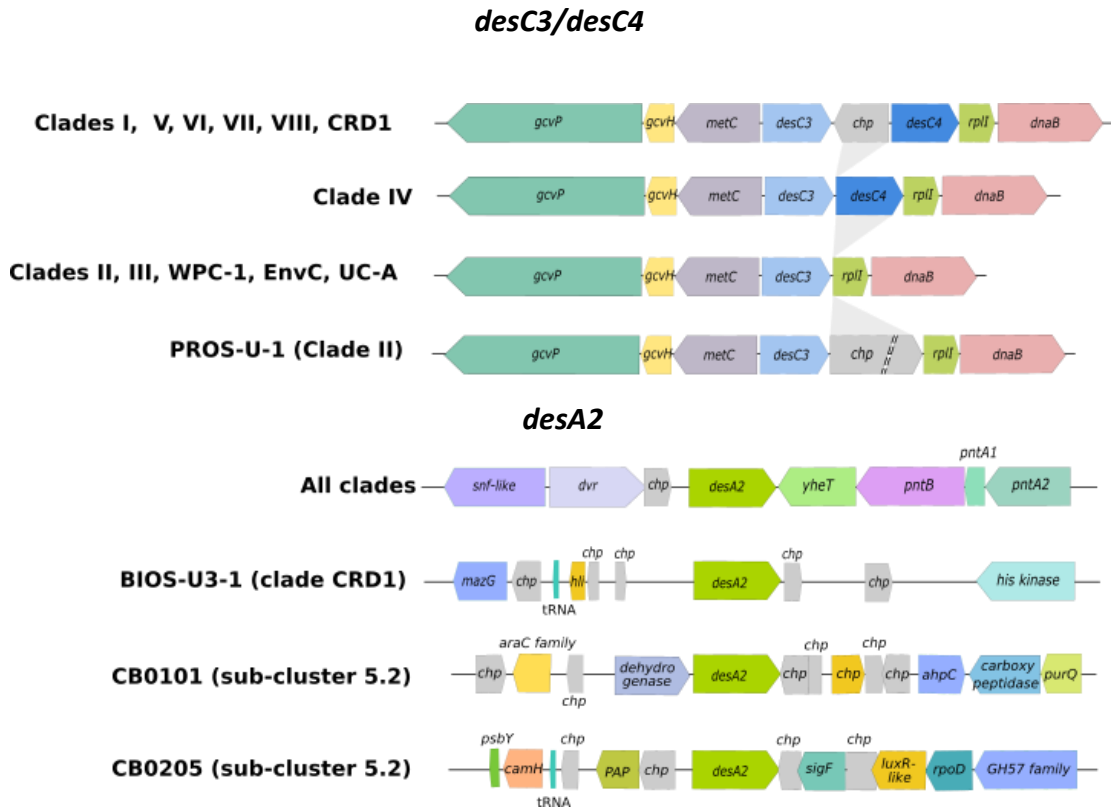 desC3/desC4
Clades I, V, VI, VII, VIII, CRD1
gcvP gcvH metC desC3 chp desC4 rplI dnaB
Clade IV
gcvP gcvH metC desC3 desC4 rplI dnaB
Clades II, III, WPC-1, EnvC, UC-A
gcvP gcvH metC desC3 rplI dnaB
PROS-U-1 (Clade II)
gcvP gcvH metC desC3 chp // // rplI dnaB
desA2
pntA1
All clades
snf-like dvr chp desA2 yheT pntB pntA2
chp chp chp
BIOS-U3-1 (clade CRD1)
mazG chp hli desA2 chp his kinase
tRNA
araC family chp chp
CB0101 (sub-cluster 5.2)
chp dehydro genase desA2 chp chp chp ahpC carboxy peptidase purQ
chp
psbY chp chp chp
CB0205 (sub-cluster 5.2)
camH PAP chp desA2 sigF luxR-like rpoD GH57 family
tRNA